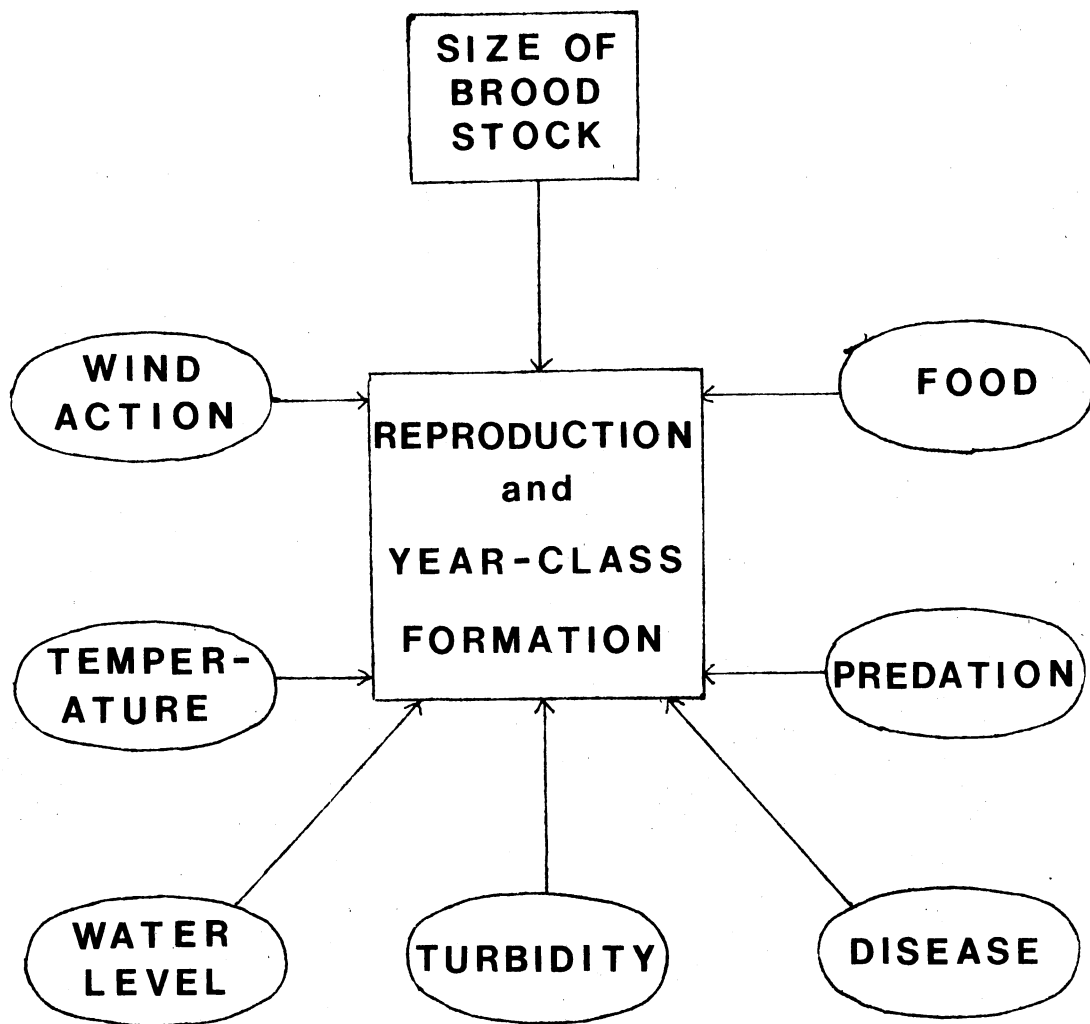 SIZE OF
BROOD
STOCK
WIND
ACTION
FOOD
REPRODUCTION
and
YEAR-CLASS
FORMATION
TEMPER-
ATURE
PREDATION
WATER
LEVEL
TURBIDITY
DISEASE